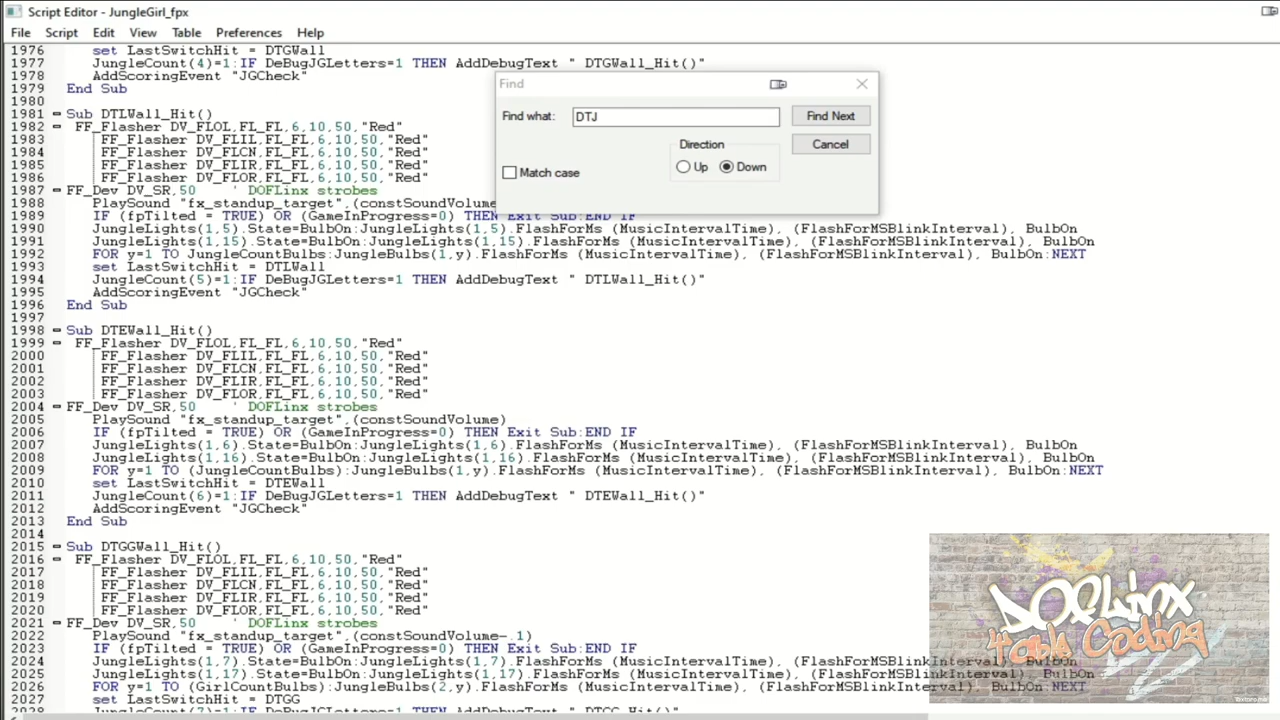 Script Editor - JungleGirl_fpx
File Script Edit View Table Preferences Help
1976 set LastSwitchHit = DTGWall
1977 JungleCount(4)=1:IF DeBugJGLetters=1 THEN AddDebugText " DTGWall_Hit()"
1978 AddScoringEvent "JGCheck"
1979 End Sub
1980
1981 Sub DTLWall_Hit()
1982 FF_Flasher DV_FLOL,FL_FL,6,10,50,"Red"
1983 FF_Flasher DV_FLIL,FL_FL,6,10,50,"Red"
1984 FF_Flasher DV_FLCN,FL_FL,6,10,50,"Red"
1985 FF_Flasher DV_FLIR,FL_FL,6,10,50,"Red"
1986 FF_Flasher DV_FLOR,FL_FL,6,10,50,"Red"
1987 FF_Dev DV_SR,50 ' DOFLinx strobes
1988 PlaySound "fx_standup_target",(constSoundVolume
1989 IF (fpTilted = TRUE) OR (GameInProgress=0) THEN Exit Sub:END IF
1990 JungleLights(1,5).State=BulbOn:JungleLights(1,5).FlashForMs (MusicIntervalTime), (FlashForMSBlinkInterval), BulbOn
1991 JungleLights(1,15).State=BulbOn:JungleLights(1,15).FlashForMs (MusicIntervalTime), (FlashForMSBlinkInterval), BulbOn
1992 FOR y=1 TO JungleCountBulbs:JungleBulbs(1,y).FlashForMs (MusicIntervalTime), (FlashForMSBlinkInterval), BulbOn:NEXT
1993 set LastSwitchHit = DTLWall
1994 JungleCount(5)=1:IF DeBugJGLetters=1 THEN AddDebugText " DTLWall_Hit()"
1995 AddScoringEvent "JGCheck"
1996 End Sub
1997
1998 Sub DTEWall_Hit()
1999 FF_Flasher DV_FLOL,FL_FL,6,10,50,"Red"
2000 FF_Flasher DV_FLIL,FL_FL,6,10,50,"Red"
2001 FF_Flasher DV_FLCN,FL_FL,6,10,50,"Red"
2002 FF_Flasher DV_FLIR,FL_FL,6,10,50,"Red"
2003 FF_Flasher DV_FLOR,FL_FL,6,10,50,"Red"
2004 FF_Dev DV_SR,50 ' DOFLinx strobes
2005 PlaySound "fx_standup_target",(constSoundVolume)
2006 IF (fpTilted = TRUE) OR (GameInProgress=0) THEN Exit Sub:END IF
2007 JungleLights(1,6).State=BulbOn:JungleLights(1,6).FlashForMs (MusicIntervalTime), (FlashForMSBlinkInterval), BulbOn
2008 JungleLights(1,16).State=BulbOn:JungleLights(1,16).FlashForMs (MusicIntervalTime), (FlashForMSBlinkInterval), BulbOn
2009 FOR y=1 TO (JungleCountBulbs):JungleBulbs(1,y).FlashForMs (MusicIntervalTime), (FlashForMSBlinkInterval), BulbOn:NEXT
2010 set LastSwitchHit = DTEWall
2011 JungleCount(6)=1:IF DeBugJGLetters=1 THEN AddDebugText " DTEWall_Hit()"
2012 AddScoringEvent "JGCheck"
2013 End Sub
2014
2015 Sub DTGGWall_Hit()
2016 FF_Flasher DV_FLOL,FL_FL,6,10,50,"Red"
2017 FF_Flasher DV_FLIL,FL_FL,6,10,50,"Red"
2018 FF_Flasher DV_FLCN,FL_FL,6,10,50,"Red"
2019 FF_Flasher DV_FLIR,FL_FL,6,10,50,"Red"
2020 FF_Flasher DV_FLOR,FL_FL,6,10,50,"Red"
2021 FF_Dev DV_SR,50 ' DOFLinx strobes
2022 PlaySound "fx_standup_target",(constSoundVolume-.1)
2023 IF (fpTilted = TRUE) OR (GameInProgress=0) THEN Exit Sub:END IF
2024 JungleLights(1,7).State=BulbOn:JungleLights(1,7).FlashForMs (MusicIntervalTime), (FlashForMSBlinkInterval), BulbOn
2025 JungleLights(1,17).State=BulbOn:JungleLights(1,17).FlashForMs (MusicIntervalTime), (FlashForMSBlinkInterval), BulbOn
2026 FOR y=1 TO (GirlCountBulbs):JungleBulbs(2,y).FlashForMs (MusicIntervalTime), (FlashForMSBlinkInterval), BulbOn:NEXT
2027 set LastSwitchHit = DTGG
2028 JungleCount(7)=1:IF DeBugJGLetters=1 THEN AddDebugText " DTGG_Hit()"
Find
Find what: DTJ
Find Next
Direction
Cancel
Up Down
Match case
DOFLinx
Table Coding